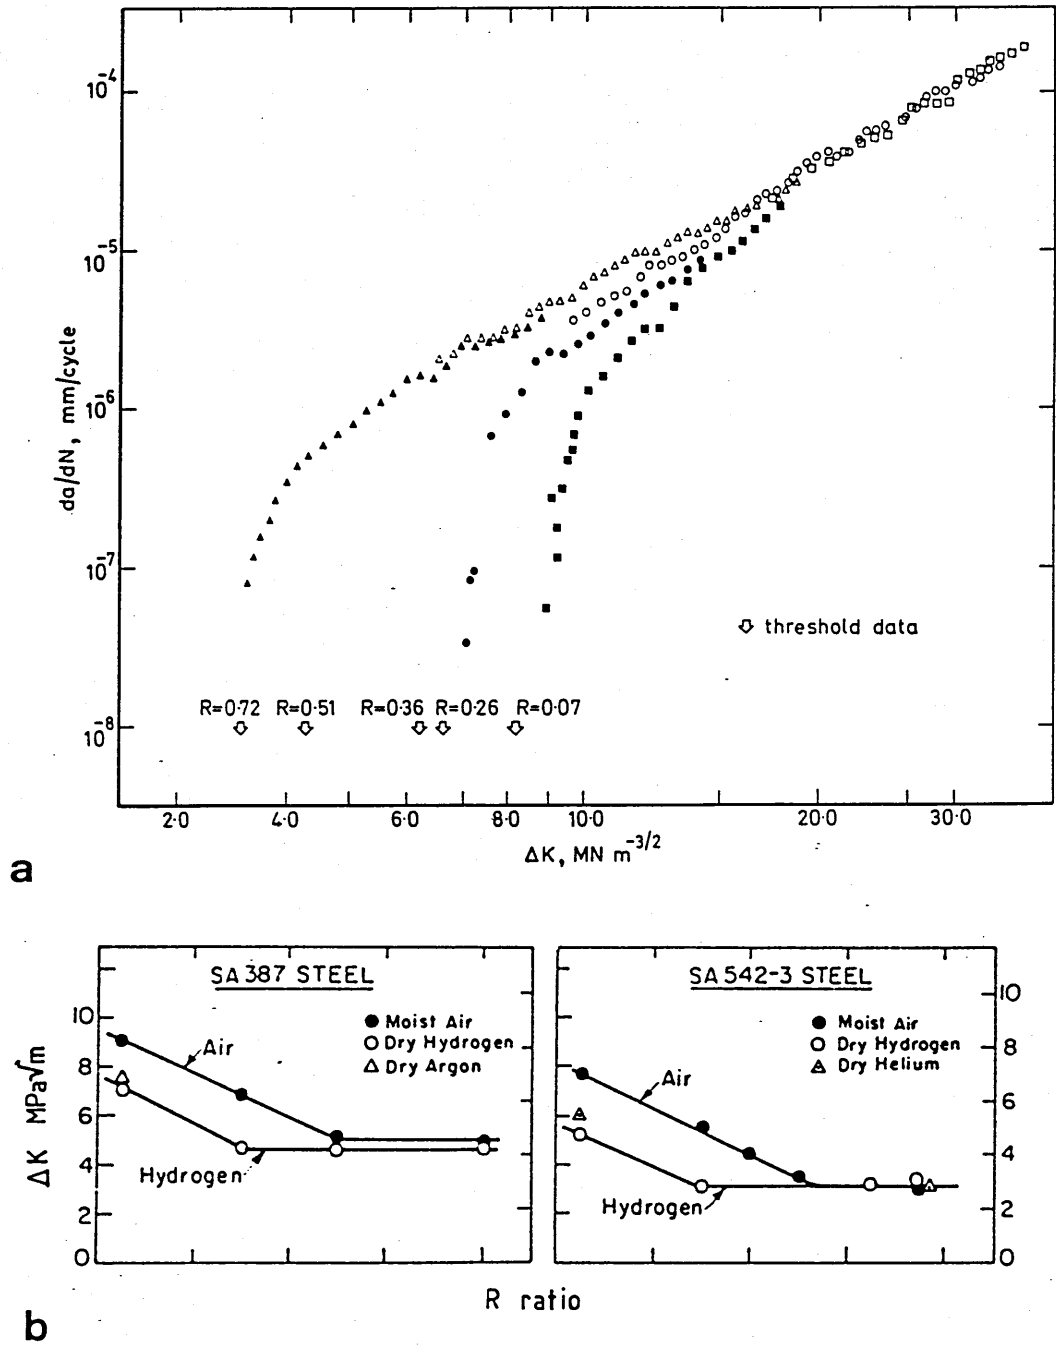 10⁻⁴
10⁻⁵
10⁻⁶
10⁻⁷
10⁻⁸
da/dN, mm/cycle
threshold data
R=0·72 R=0·51 R=0·36 R=0·26 R=0·07
2·0 4·0 6·0 8·0 10·0 20·0 30·0
ΔK, MN m⁻³/²
a
SA 387 STEEL
Moist Air
Dry Hydrogen
Dry Argon
Air
Hydrogen
10
8
6
4
2
0
ΔK MPa√m
SA 542-3 STEEL
Moist Air
Dry Hydrogen
Dry Helium
Air
Hydrogen
10
8
6
4
2
0
R ratio
b